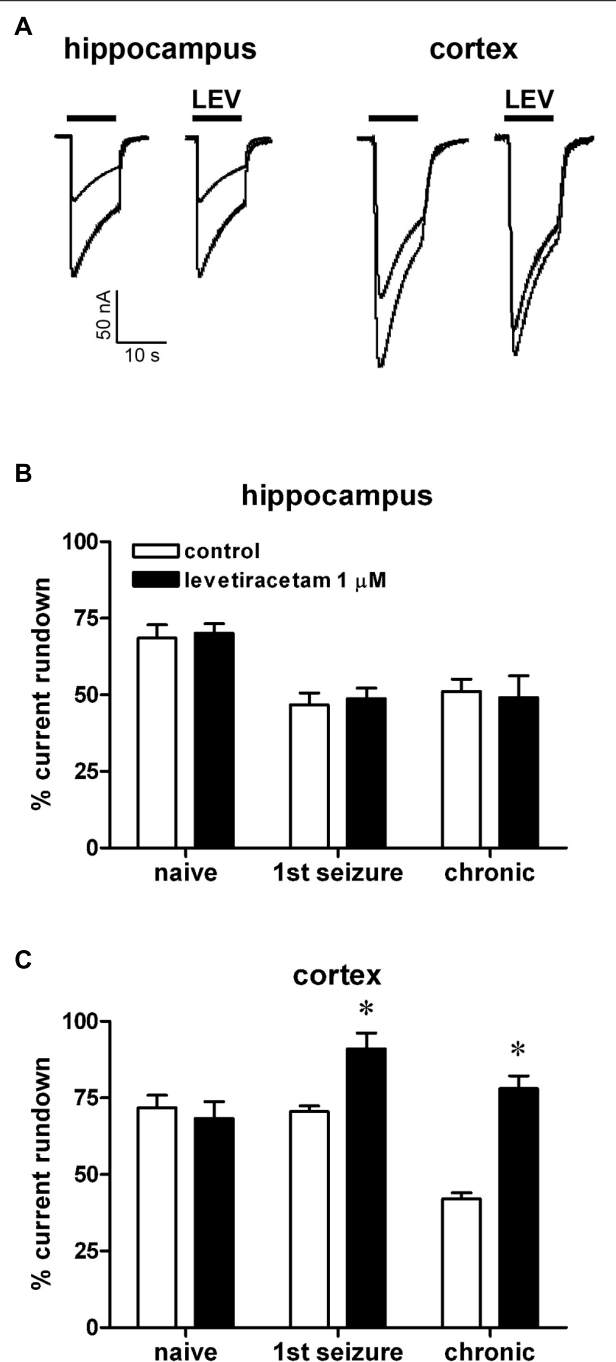 A
hippocampus
cortex
LEV
LEV
50 nA
10 s
B
hippocampus
100
75
50
25
0
% current rundown
control
levetiracetam 1 μM
naive
1st seizure
chronic
C
cortex
100
75
50
25
0
% current rundown
*
*
naive
1st seizure
chronic